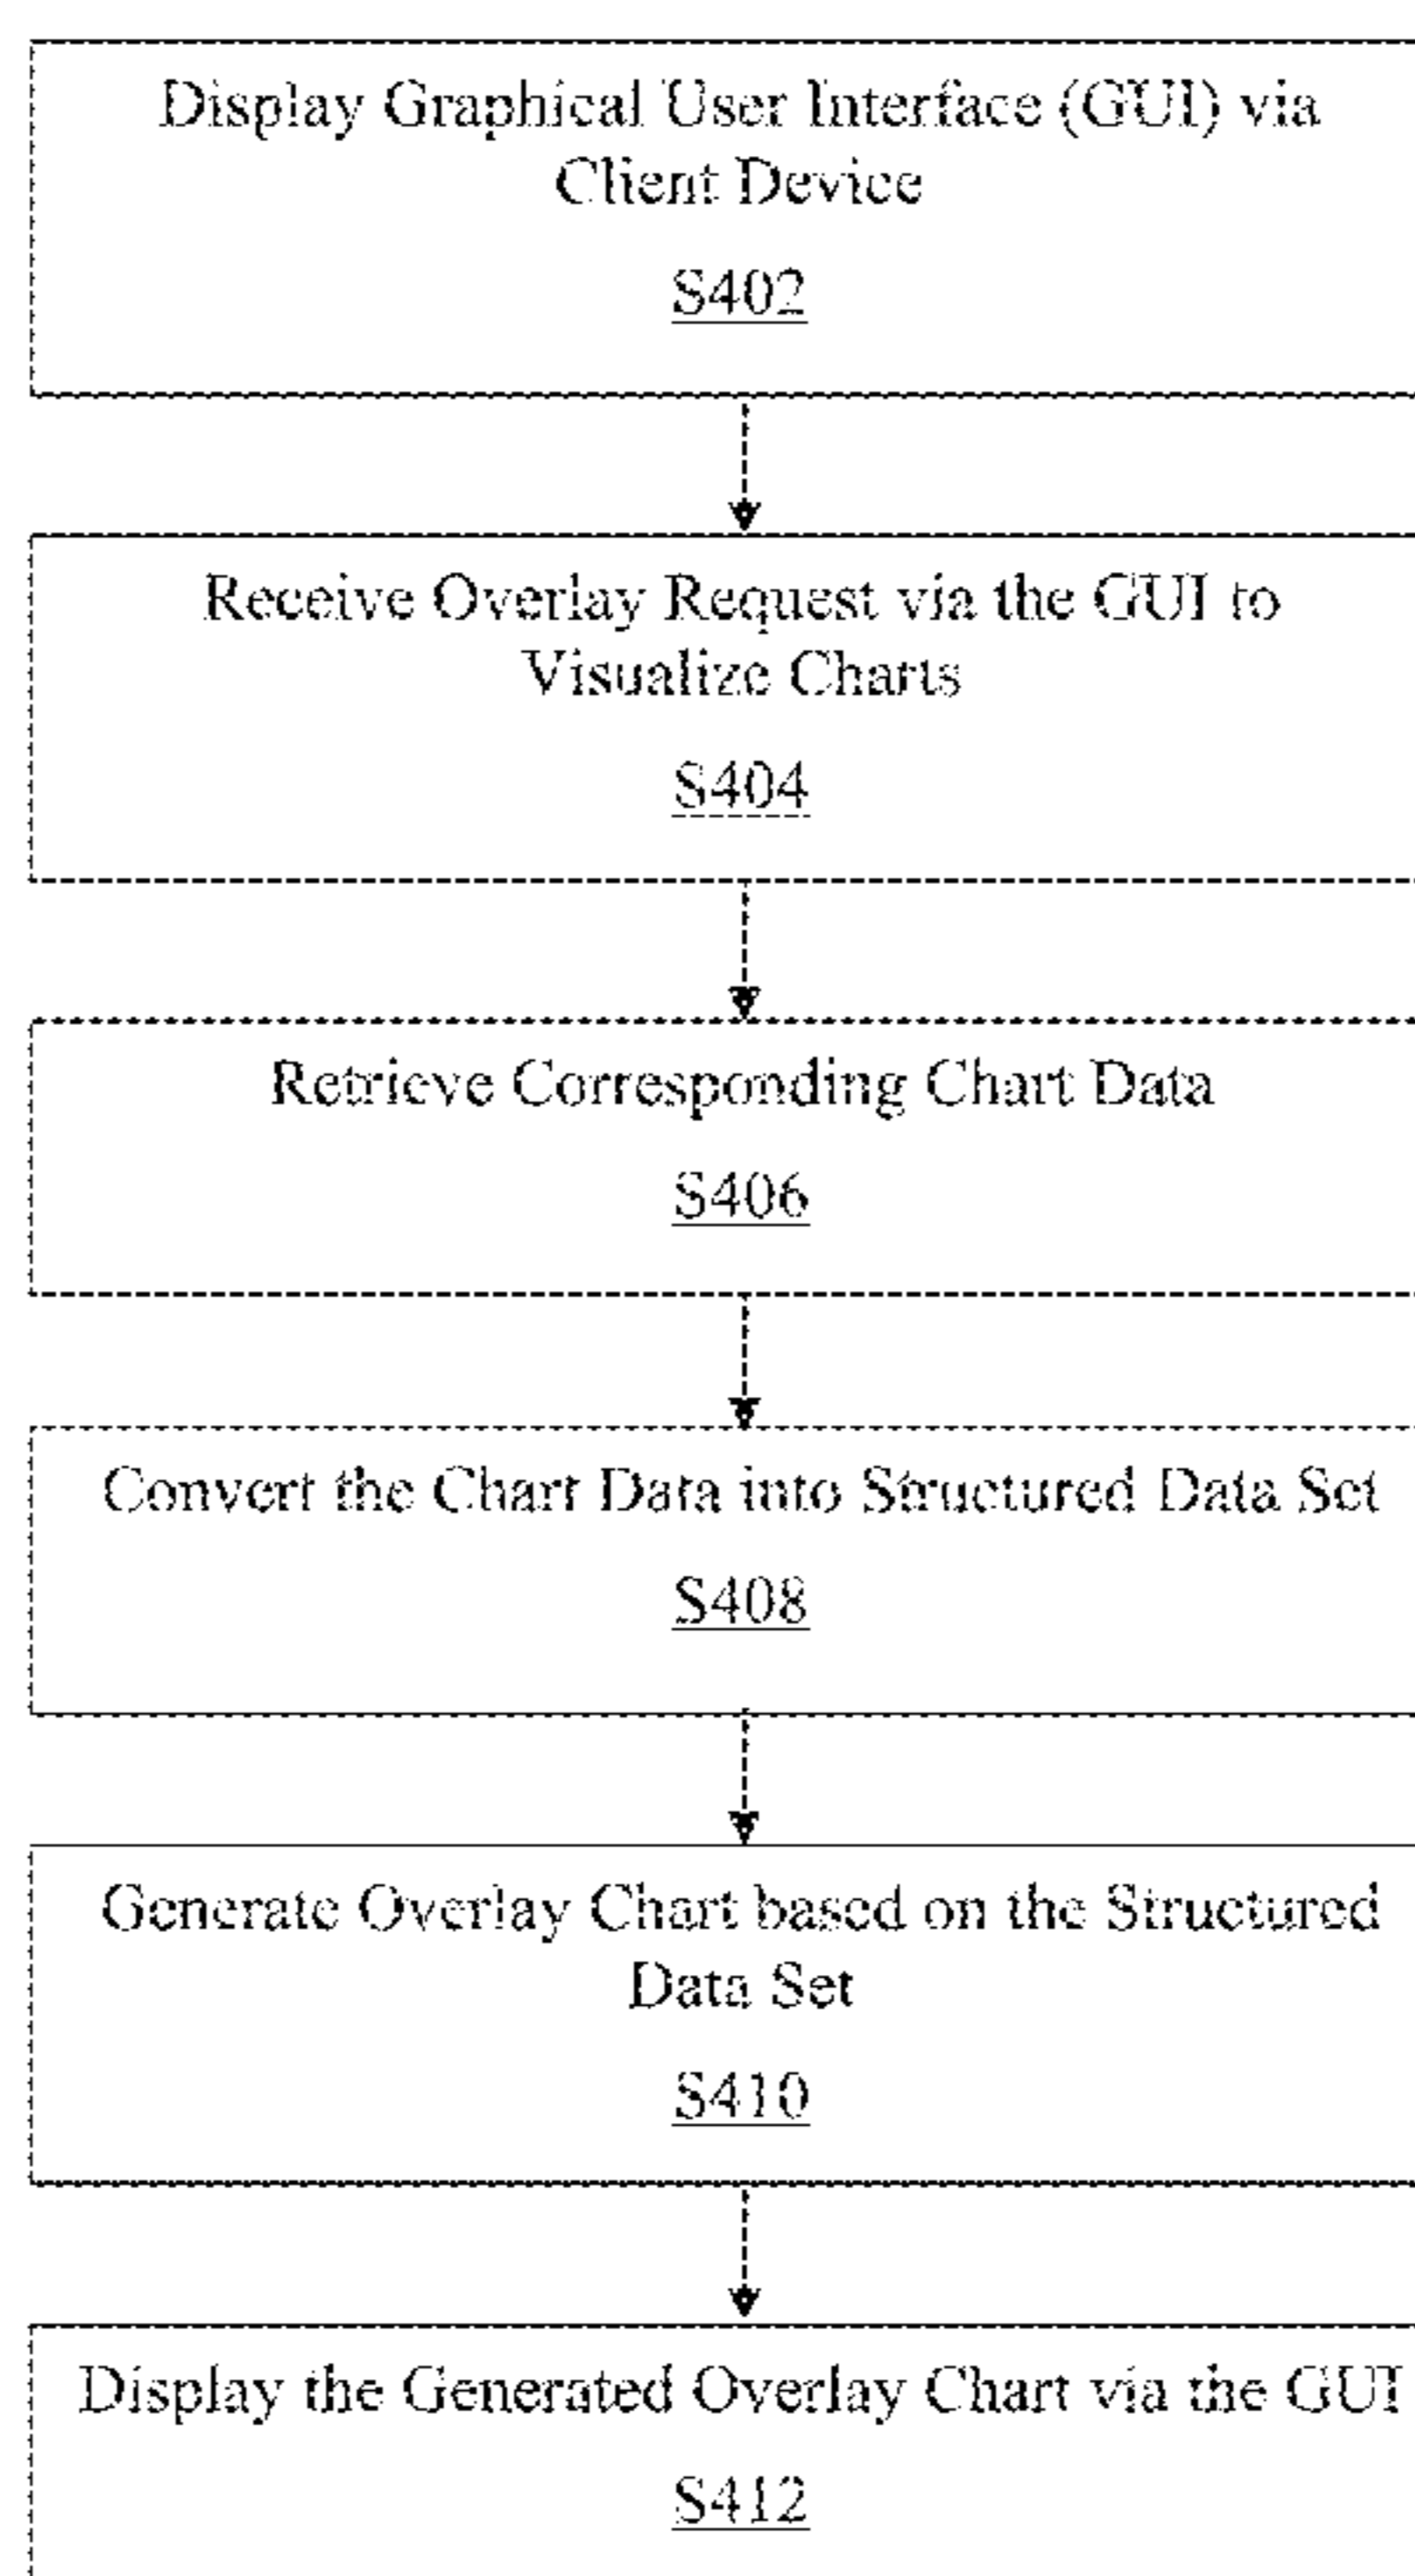 Display Graphical User Interface (GUI) via
Client Device
S402
Receive Overlay Request via the GUI to
Visualize Charts
S404
Retrieve Corresponding Chart Data
S406
Convert the Chart Data into Structured Data Set
S408
Generate Overlay Chart based on the Structured
Data Set
S410
Display the Generated Overlay Chart via the GUI
S412